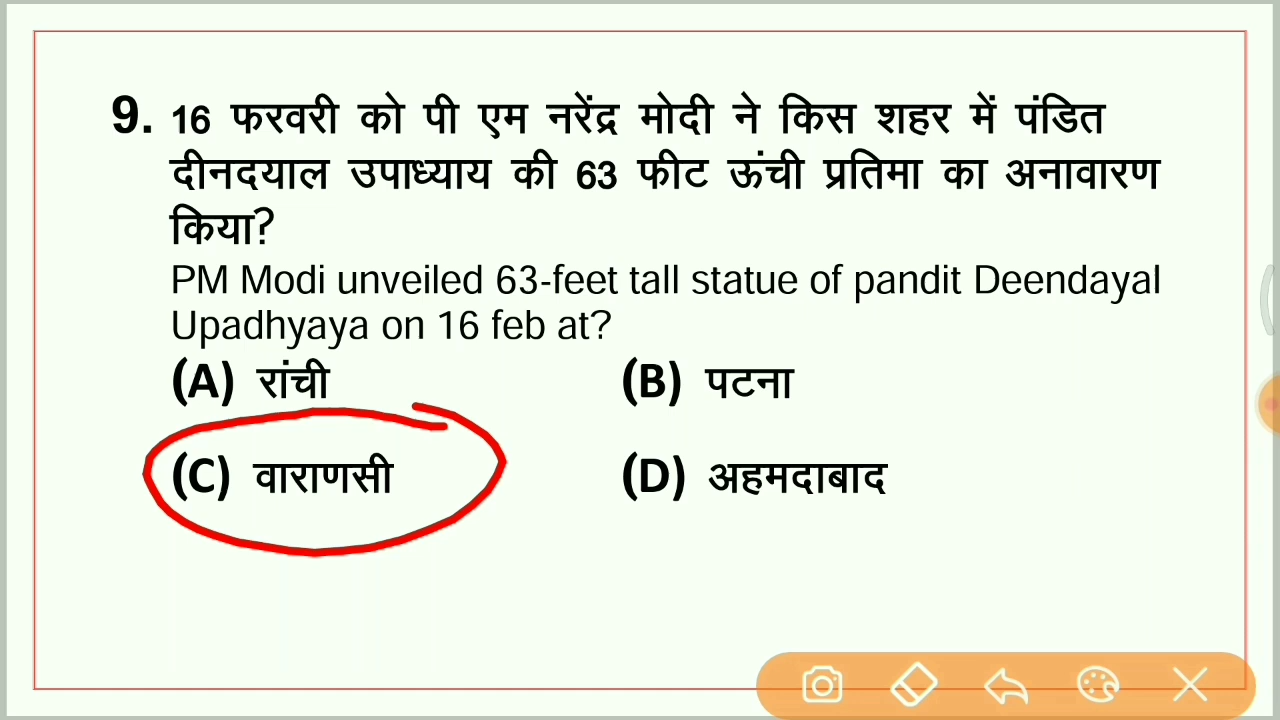 9. 16 फरवरी को पी एम नरेंद्र मोदी ने किस शहर में पंडित
दीनदयाल उपाध्याय की 63 फीट ऊंची प्रतिमा का अनावारण
किया?
PM Modi unveiled 63-feet tall statue of pandit Deendayal
Upadhyaya on 16 feb at?
(A) रांची (B) पटना
(C) वाराणसी (D) अहमदाबाद